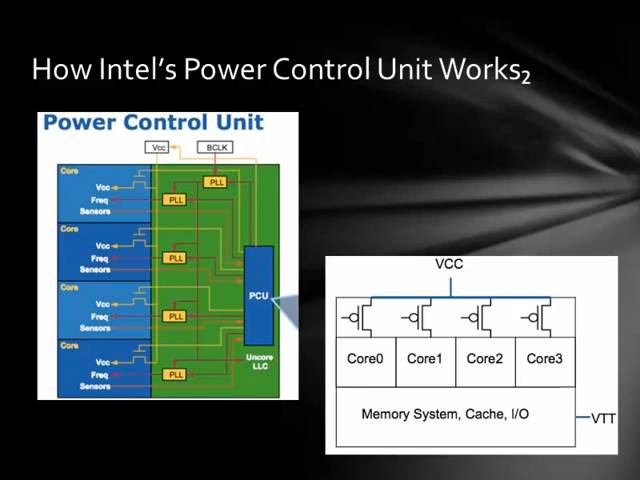 How Intel's Power Control Unit Works₂
Power Control Unit
Vcc
BCLK
Core
PLL
Vcc
Freq
PLL
Sensors
Core
Vcc
Freq
PLL
Sensors
PCU
Core
Vcc
Freq
PLL
Sensors
Core
Vcc
Uncore
LLC
Freq
PLL
Sensors
VCC
Core0
Core1
Core2
Core3
Memory System, Cache, I/O
VTT